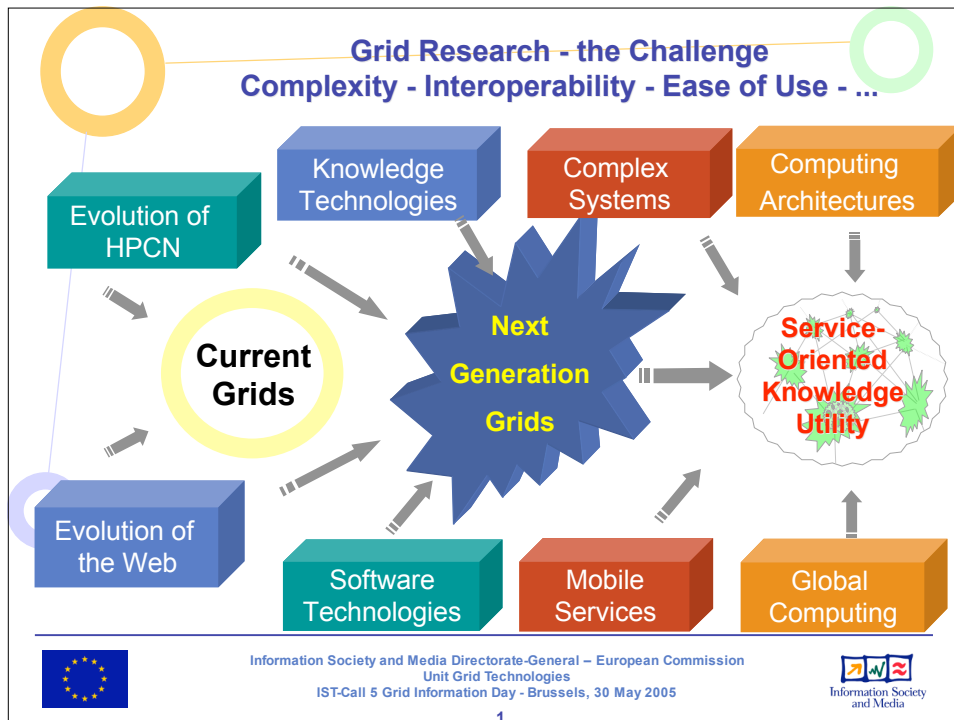 Grid Research - the Challenge
Complexity - Interoperability - Ease of Use - ...
Knowledge
Technologies
Complex
Systems
Computing
Architectures
Evolution of
HPCN
Current
Grids
Next
Generation
Grids
Service-
Oriented
Knowledge
Utility
Evolution of
the Web
Software
Technologies
Mobile
Services
Global
Computing
Information Society and Media Directorate-General – European Commission
Unit Grid Technologies
IST-Call 5 Grid Information Day - Brussels, 30 May 2005
1
Information Society
and Media